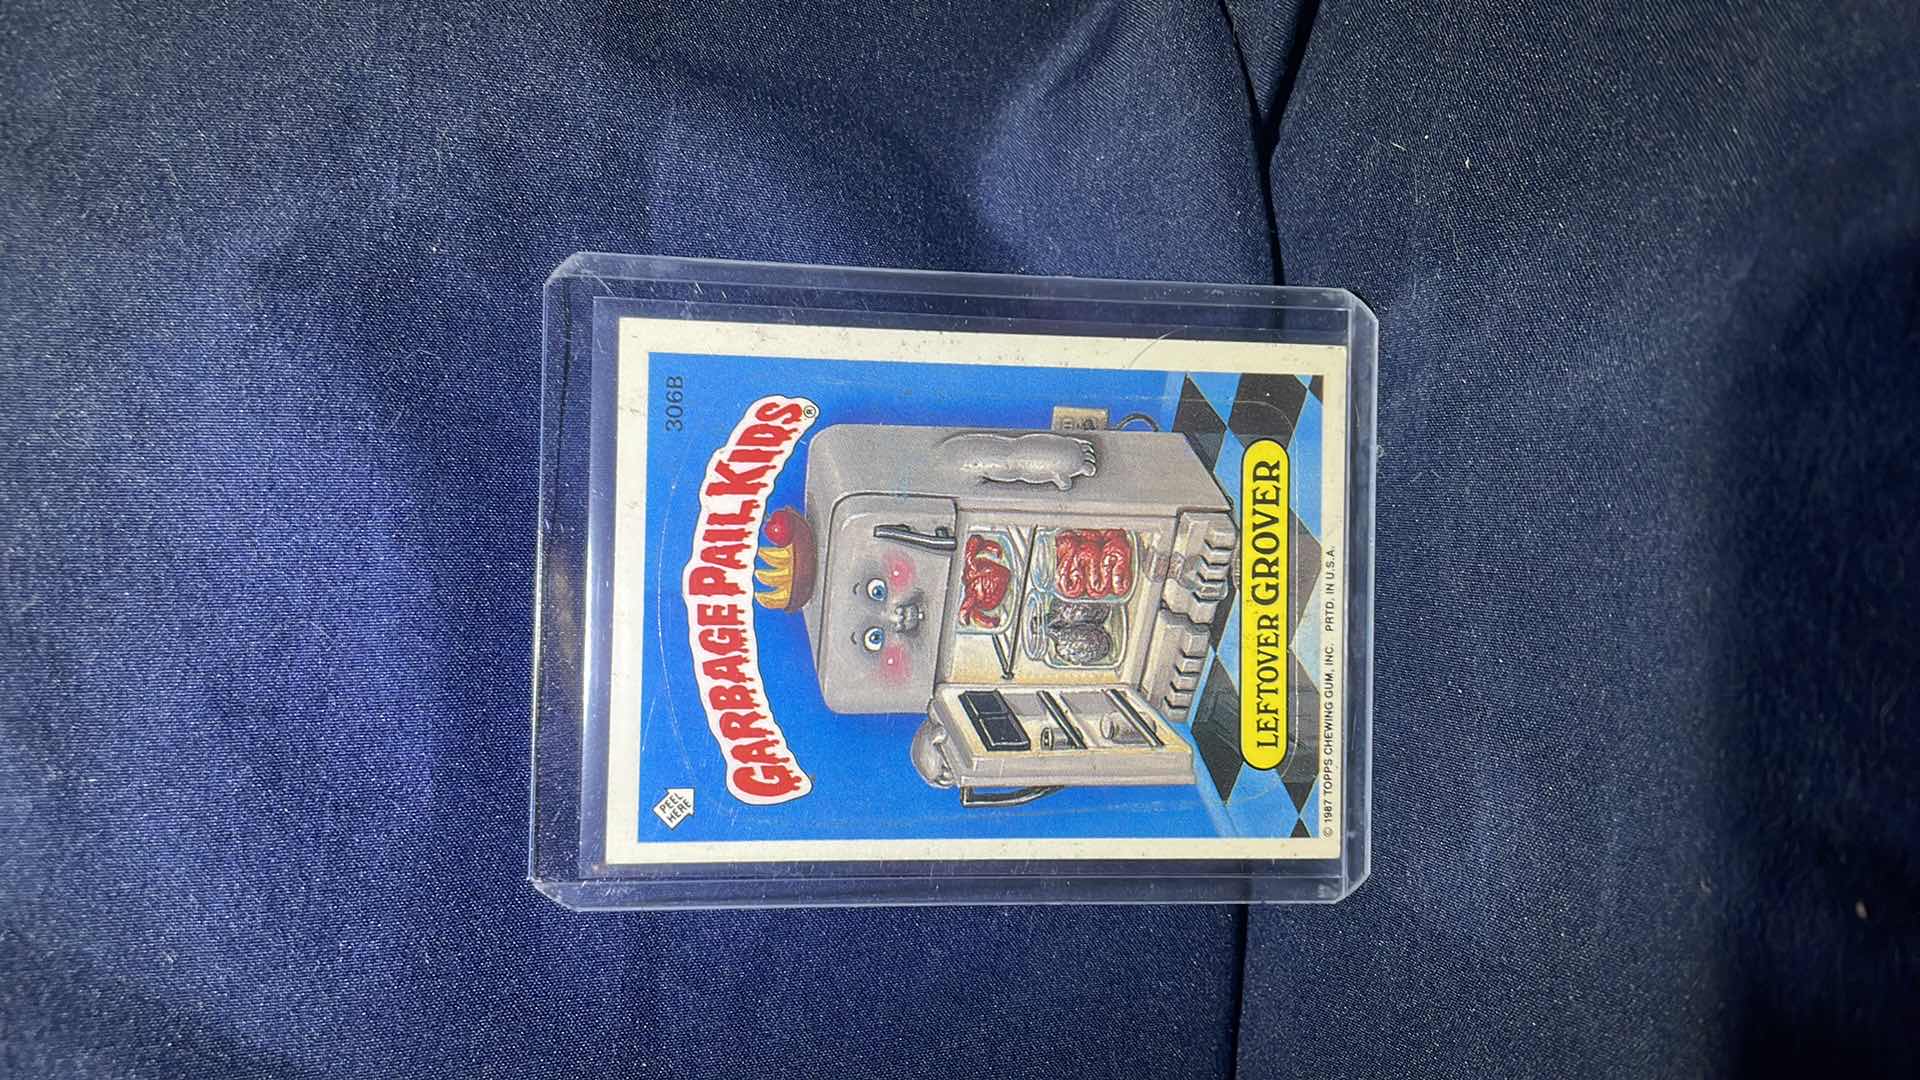 306B
PEEL
HERE
GARBAGE PAIL KIDS®
LEFTOVER GROVER
© 1987 TOPPS CHEWING GUM, INC. PRTD. IN U.S.A.